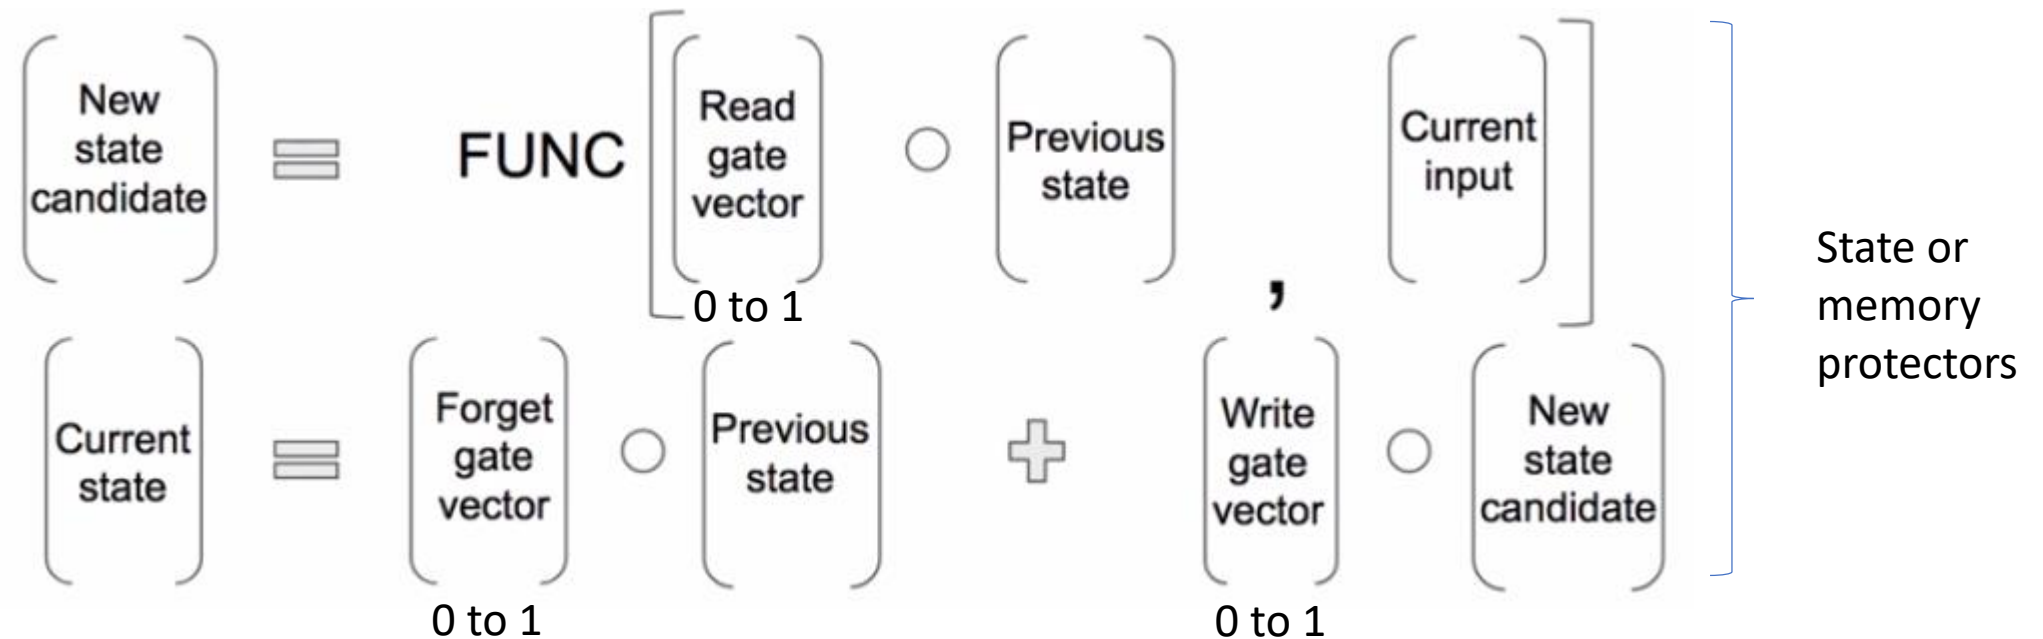 New
state
candidate
FUNC
Read
gate
vector
0 to 1
Previous
state
,
Current
input
Current
state
Forget
gate
vector
0 to 1
Previous
state
Write
gate
vector
0 to 1
New
state
candidate
State or
memory
protectors